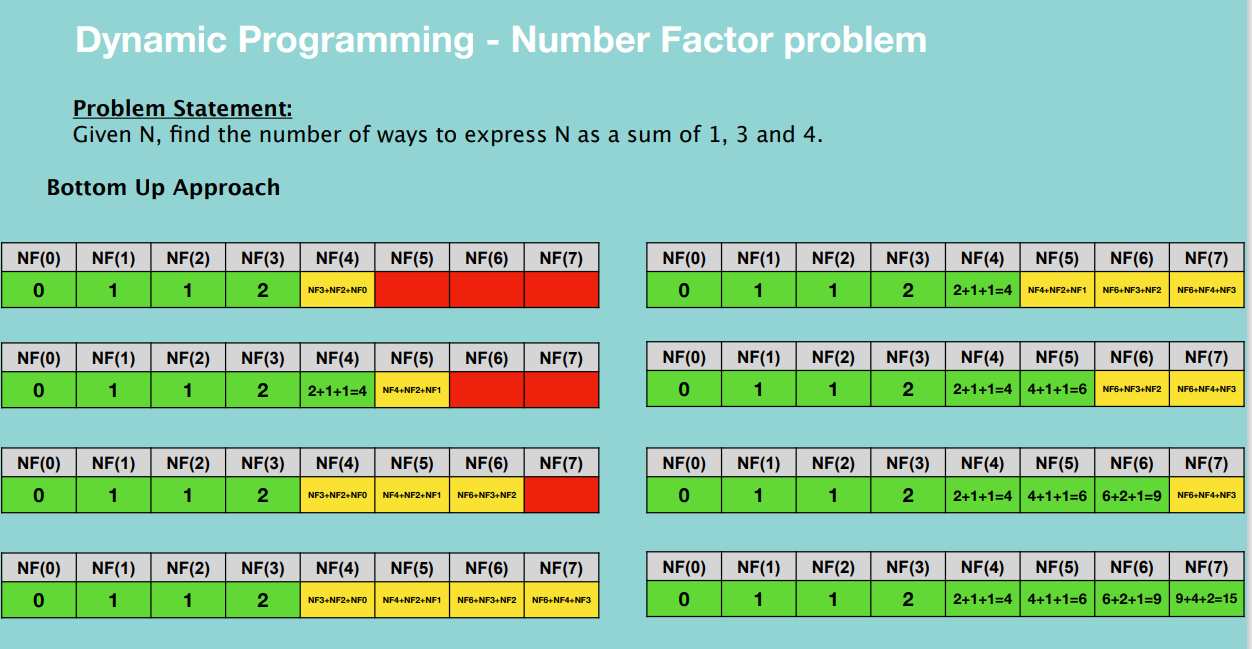 Dynamic Programming - Number Factor problem
Problem Statement:
Given N, find the number of ways to express N as a sum of 1, 3 and 4.
Bottom Up Approach
NF(0) NF(1) NF(2) NF(3) NF(4) NF(5) NF(6) NF(7)
0 1 1 2 NF3+NF2+NF0
NF(0) NF(1) NF(2) NF(3) NF(4) NF(5) NF(6) NF(7)
0 1 1 2 2+1+1=4 NF4+NF2+NF1
NF(0) NF(1) NF(2) NF(3) NF(4) NF(5) NF(6) NF(7)
0 1 1 2 NF3+NF2+NF0 NF4+NF2+NF1 NF6+NF3+NF2
NF(0) NF(1) NF(2) NF(3) NF(4) NF(5) NF(6) NF(7)
0 1 1 2 NF3+NF2+NF0 NF4+NF2+NF1 NF6+NF3+NF2 NF6+NF4+NF3
NF(0) NF(1) NF(2) NF(3) NF(4) NF(5) NF(6) NF(7)
0 1 1 2 2+1+1=4 NF4+NF2+NF1 NF6+NF3+NF2 NF6+NF4+NF3
NF(0) NF(1) NF(2) NF(3) NF(4) NF(5) NF(6) NF(7)
0 1 1 2 2+1+1=4 4+1+1=6 NF6+NF3+NF2 NF6+NF4+NF3
NF(0) NF(1) NF(2) NF(3) NF(4) NF(5) NF(6) NF(7)
0 1 1 2 2+1+1=4 4+1+1=6 6+2+1=9 NF6+NF4+NF3
NF(0) NF(1) NF(2) NF(3) NF(4) NF(5) NF(6) NF(7)
0 1 1 2 2+1+1=4 4+1+1=6 6+2+1=9 9+4+2=15